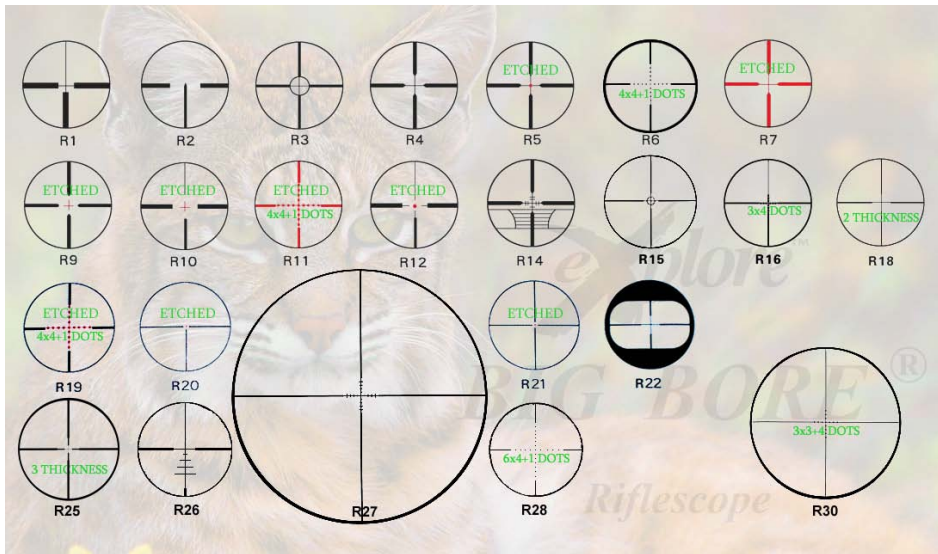 ETCHED
4x4+1 DOTS
ETCHED
R1
R2
R3
R4
R5
R6
R7
ETCHED
ETCHED
ETCHED
4x4+1 DOTS
ETCHED
3x4 DOTS
2 THICKNESS
R9
R10
R11
R12
R14
R15
R16
R18
eXplore™
ETCHED
4x4+1 DOTS
ETCHED
ETCHED
R19
R20
R21
R22
BIG BORE®
3 THICKNESS
6x4+1 DOTS
3x3+4 DOTS
Riflescope
R25
R26
R27
R28
R30